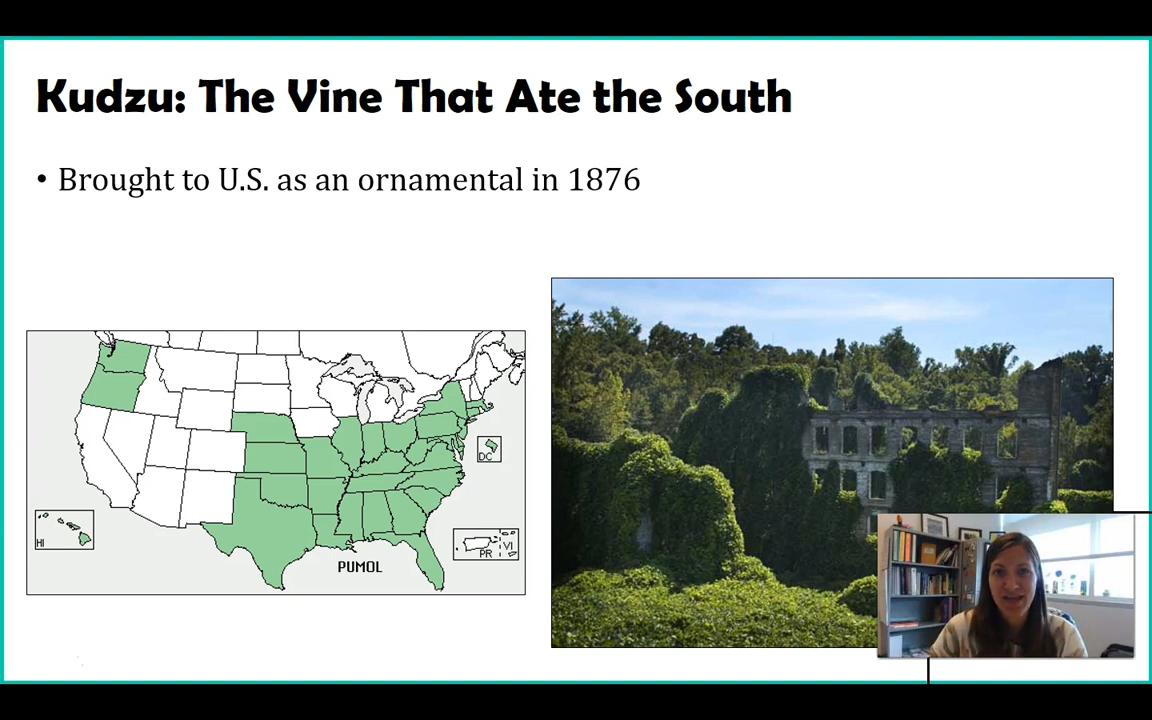 Kudzu: The Vine That Ate the South
• Brought to U.S. as an ornamental in 1876
DC
HI
PR
VI
PUMOL